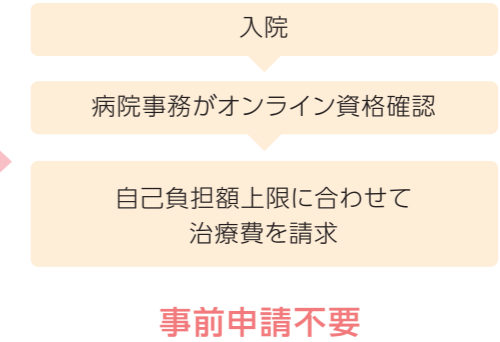 入院
病院事務がオンライン資格確認
自己負担額上限に合わせて
治療費を請求
事前申請不要